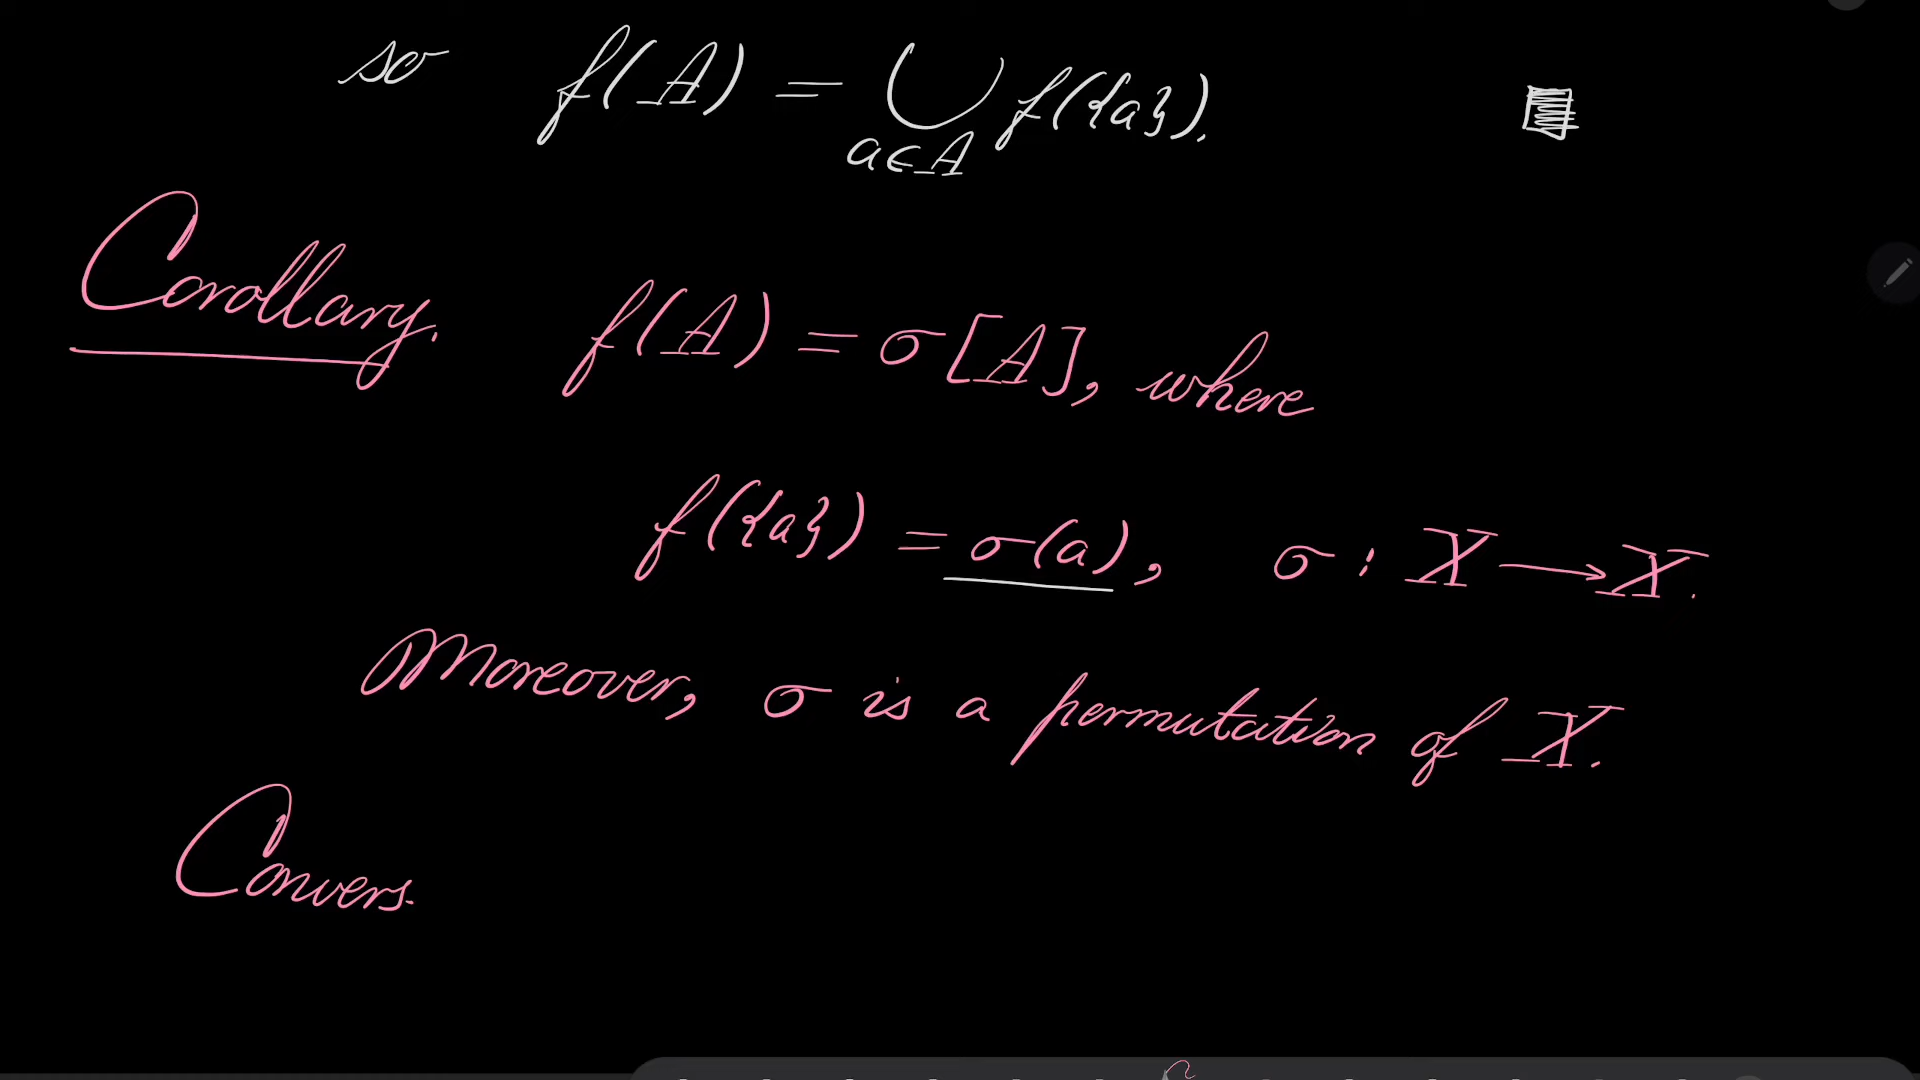 so f(A) = ⋃_{a∈A} f({a}).
Corollary. f(A) = σ[A], where
f({a}) = σ(a), σ : X → X.
Moreover, σ is a permutation of X.
Convers